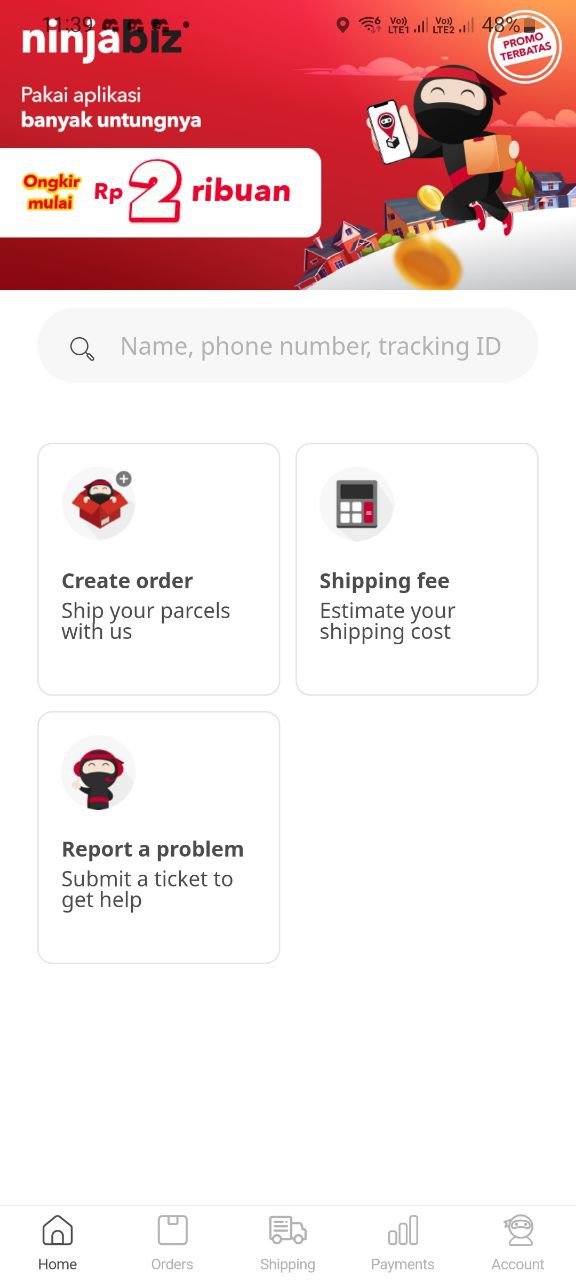 11:39
Vo)) LTE1 Vo)) LTE2 48%
ninjabiz
PROMO
TERBATAS
Pakai aplikasi
banyak untungnya
Ongkir
mulai
Rp 2 ribuan
Name, phone number, tracking ID
Create order
Ship your parcels
with us
Shipping fee
Estimate your
shipping cost
Report a problem
Submit a ticket to
get help
Home
Orders
Shipping
Payments
Account